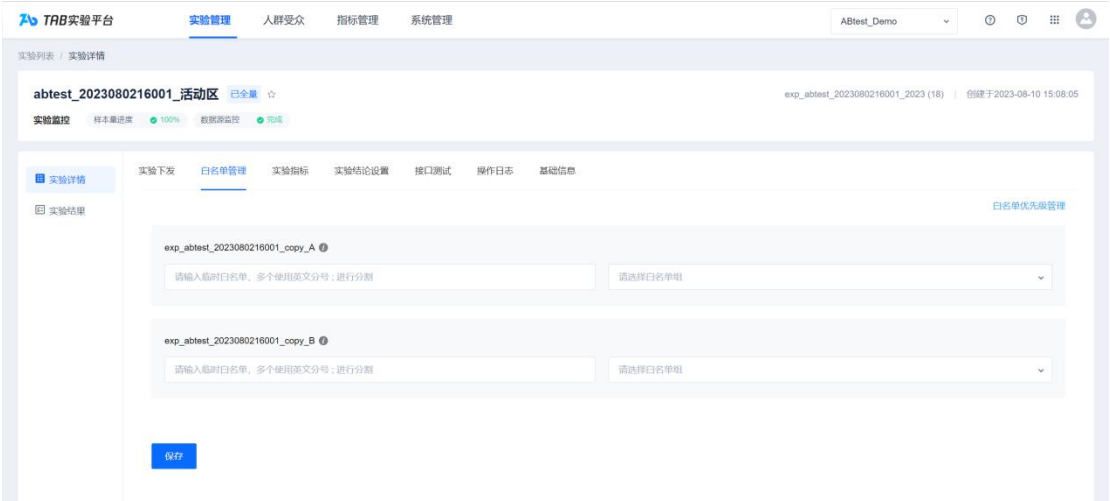 TAB实验平台 实验管理 人群受众 指标管理 系统管理 ABtest_Demo
实验列表 / 实验详情
abtest_2023080216001_活动区 已全量 exp_abtest_2023080216001_2023 (18) 创建于2023-08-10 15:08:05
实验监控 样本量进度 100% 数据源监控 完成
实验详情 实验下发 白名单管理 实验指标 实验结论设置 接口测试 操作日志 基础信息
实验结果 白名单优先级管理
exp_abtest_2023080216001_copy_A
请输入临时白名单，多个使用英文分号 ; 进行分割 请选择白名单组
exp_abtest_2023080216001_copy_B
请输入临时白名单，多个使用英文分号 ; 进行分割 请选择白名单组
保存